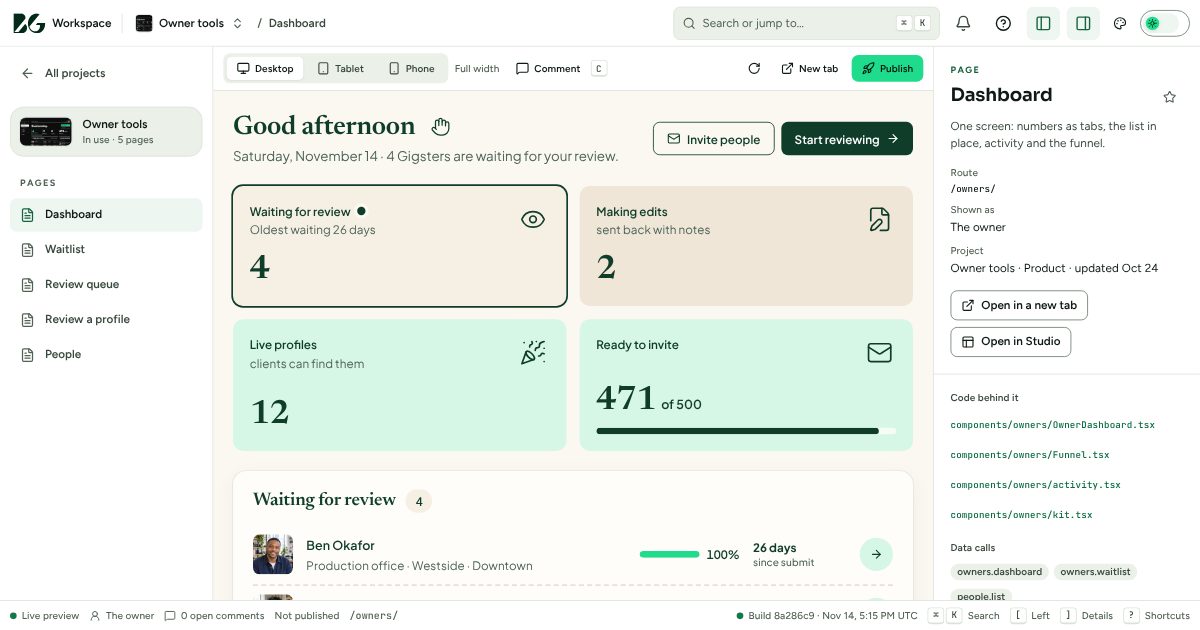 Workspace
Owner tools
/ Dashboard
Search or jump to...
⌘ K
All projects
Owner tools
In use · 5 pages
PAGES
Dashboard
Waitlist
Review queue
Review a profile
People
Desktop
Tablet
Phone
Full width
Comment
C
New tab
Publish
Good afternoon
Saturday, November 14 · 4 Gigsters are waiting for your review.
Invite people
Start reviewing
Waiting for review
Oldest waiting 26 days
4
Making edits
sent back with notes
2
Live profiles
clients can find them
12
Ready to invite
471 of 500
Waiting for review 4
Ben Okafor
Production office · Westside · Downtown
100%
26 days
since submit
PAGE
Dashboard
One screen: numbers as tabs, the list in
place, activity and the funnel.
Route
/owners/
Shown as
The owner
Project
Owner tools · Product · updated Oct 24
Open in a new tab
Open in Studio
Code behind it
components/owners/OwnerDashboard.tsx
components/owners/Funnel.tsx
components/owners/activity.tsx
components/owners/kit.tsx
Data calls
owners.dashboard
owners.waitlist
people.list
Live preview
The owner
0 open comments
Not published
/owners/
Build 8a286c9 · Nov 14, 5:15 PM UTC
⌘ K Search
[ Left
] Details
? Shortcuts